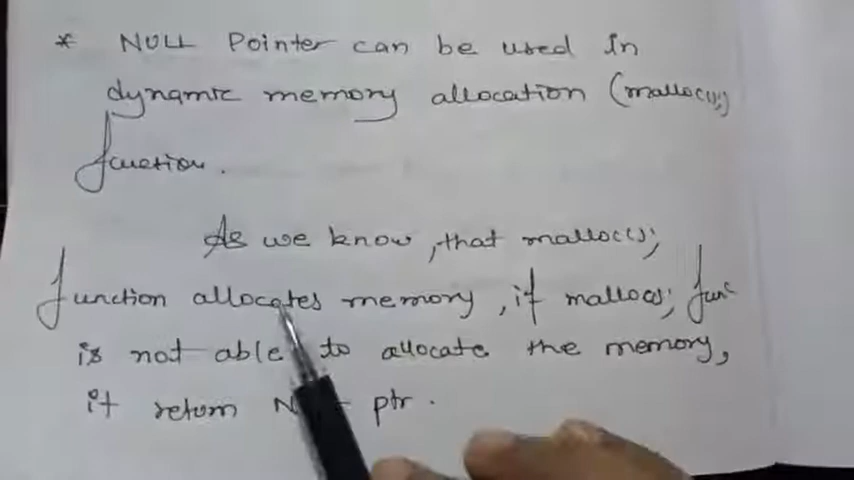 * NULL Pointer can be used in
dynamic memory allocation (malloc();)
function.
As we know, that malloc();
function allocates memory, if malloc(); func
is not able to allocate the memory,
it return ptr.